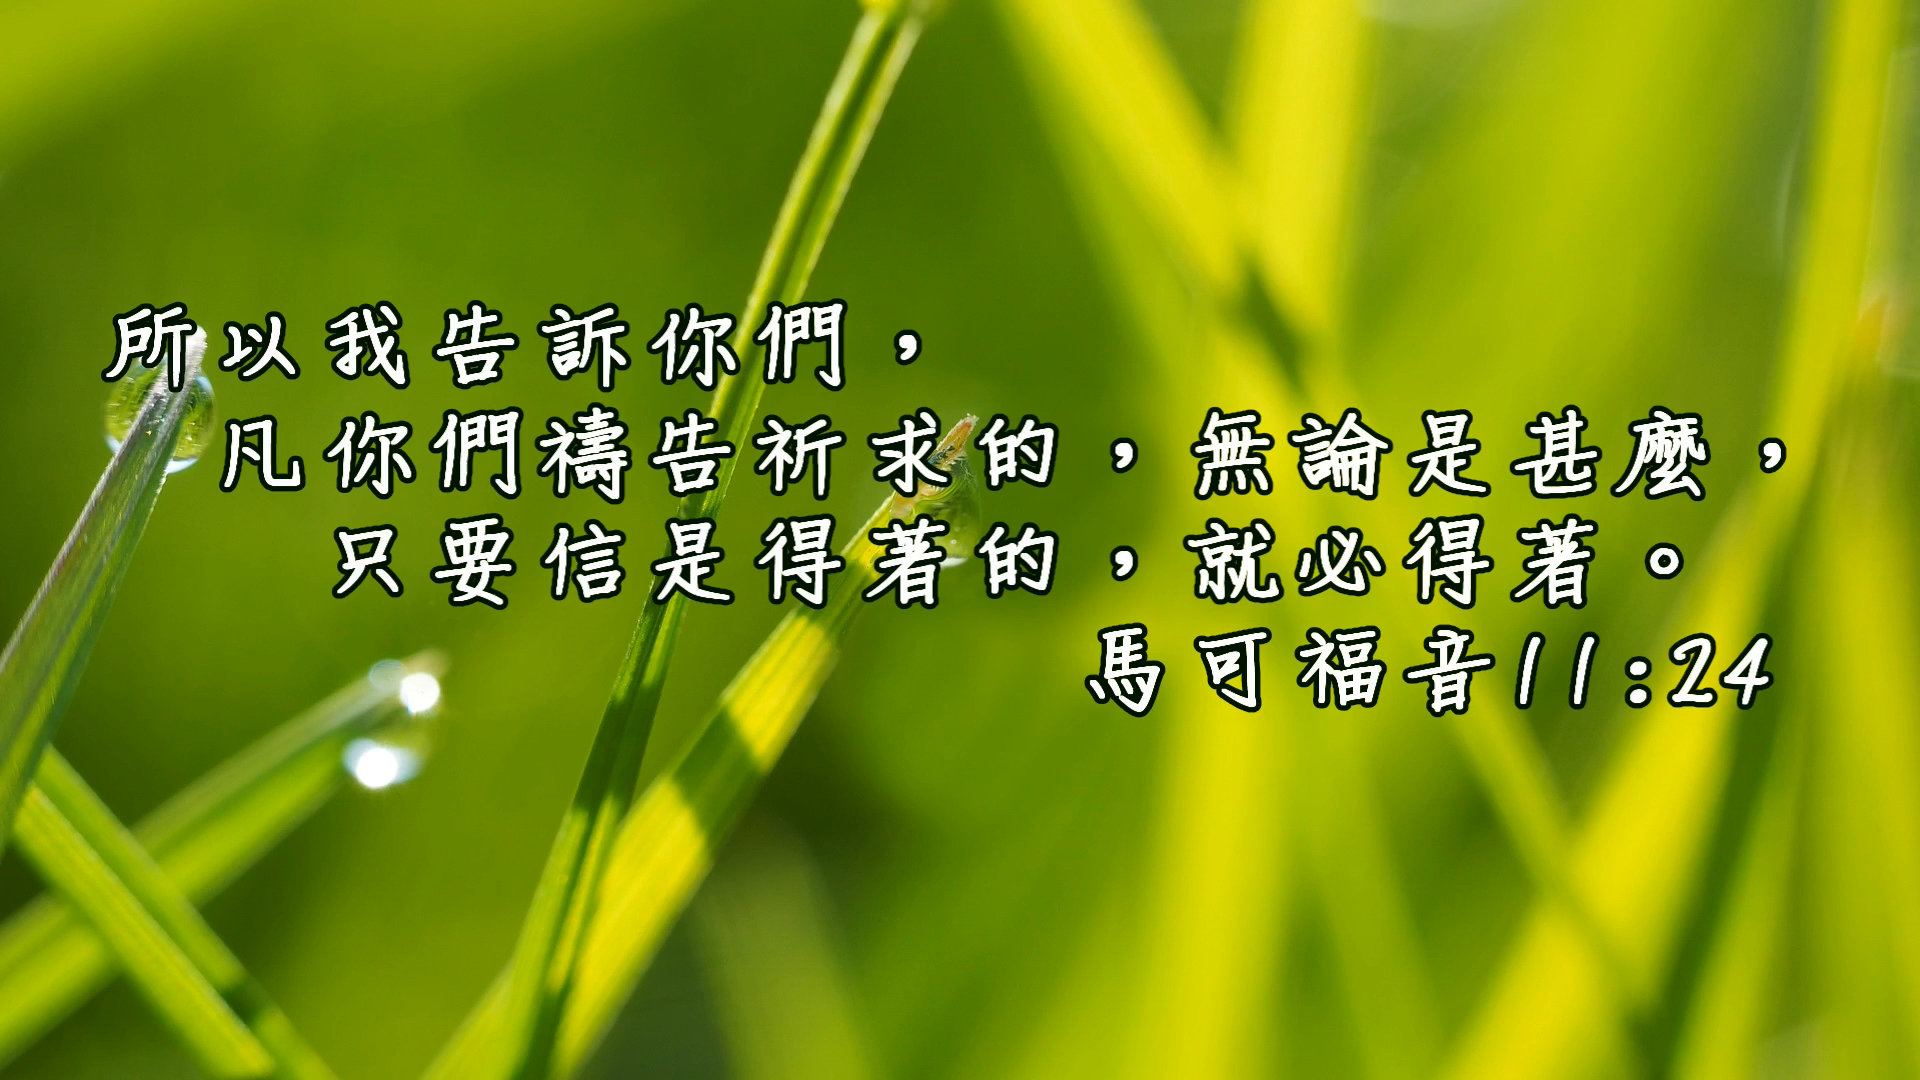 所以我告訴你們，
凡你們禱告祈求的，無論是甚麼，
只要信是得著的，就必得著。
馬可福音11:24